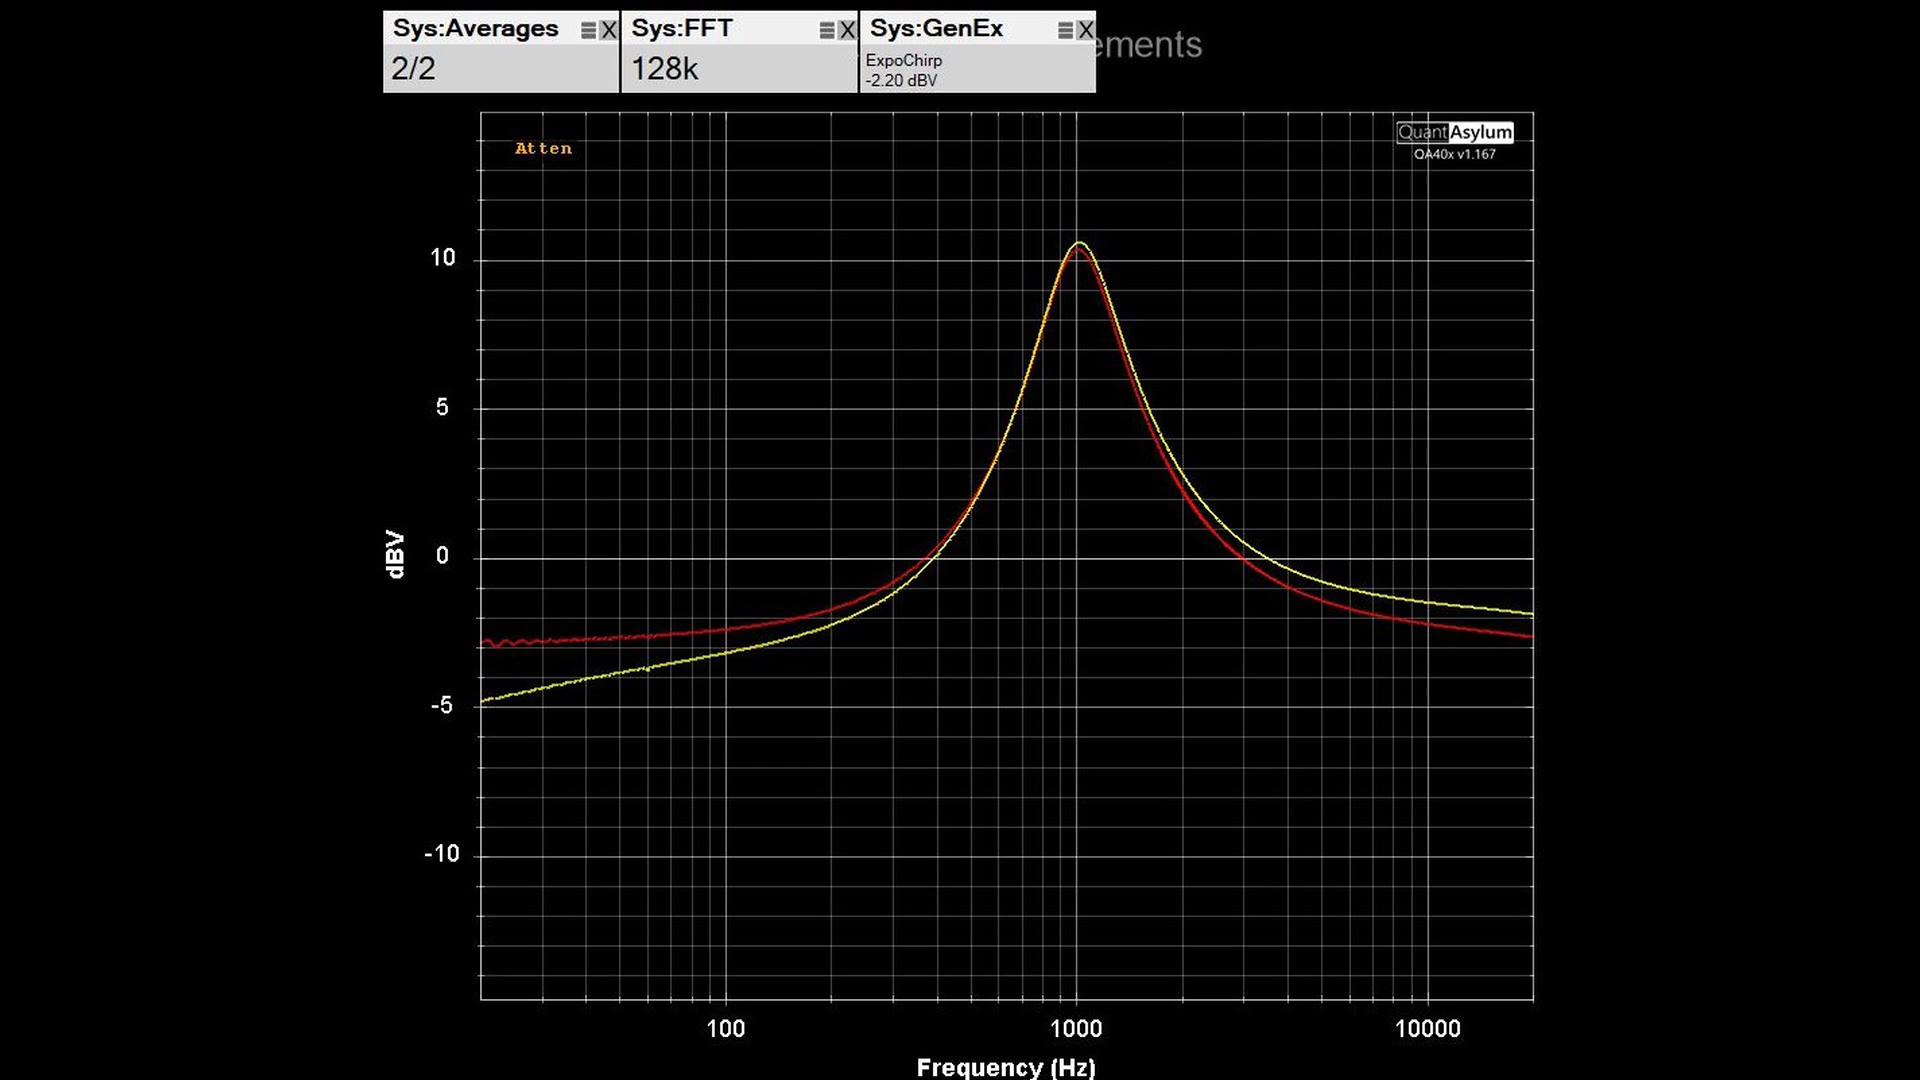 Sys:Averages X Sys:FFT X Sys:GenEx X
ements
2/2 128k ExpoChirp
-2.20 dBV
Atten
QuantAsylum
QA40x v1.167
10
5
0
dBV
-5
-10
100 1000 10000
Frequency (Hz)